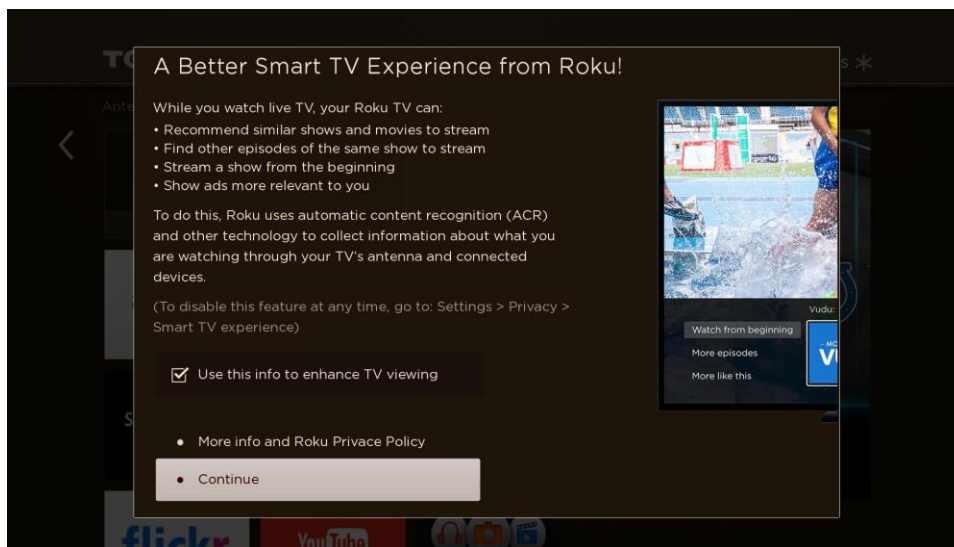 TC
s
A Better Smart TV Experience from Roku!
Ante
While you watch live TV, your Roku TV can:
• Recommend similar shows and movies to stream
• Find other episodes of the same show to stream
• Stream a show from the beginning
• Show ads more relevant to you
To do this, Roku uses automatic content recognition (ACR)
and other technology to collect information about what you
are watching through your TV's antenna and connected
devices.
(To disable this feature at any time, go to: Settings > Privacy >
Smart TV experience)
Use this info to enhance TV viewing
• More info and Roku Privace Policy
• Continue
Vudu:
Watch from beginning
More episodes
More like this
- MO
VU
S
flickr
YouTube